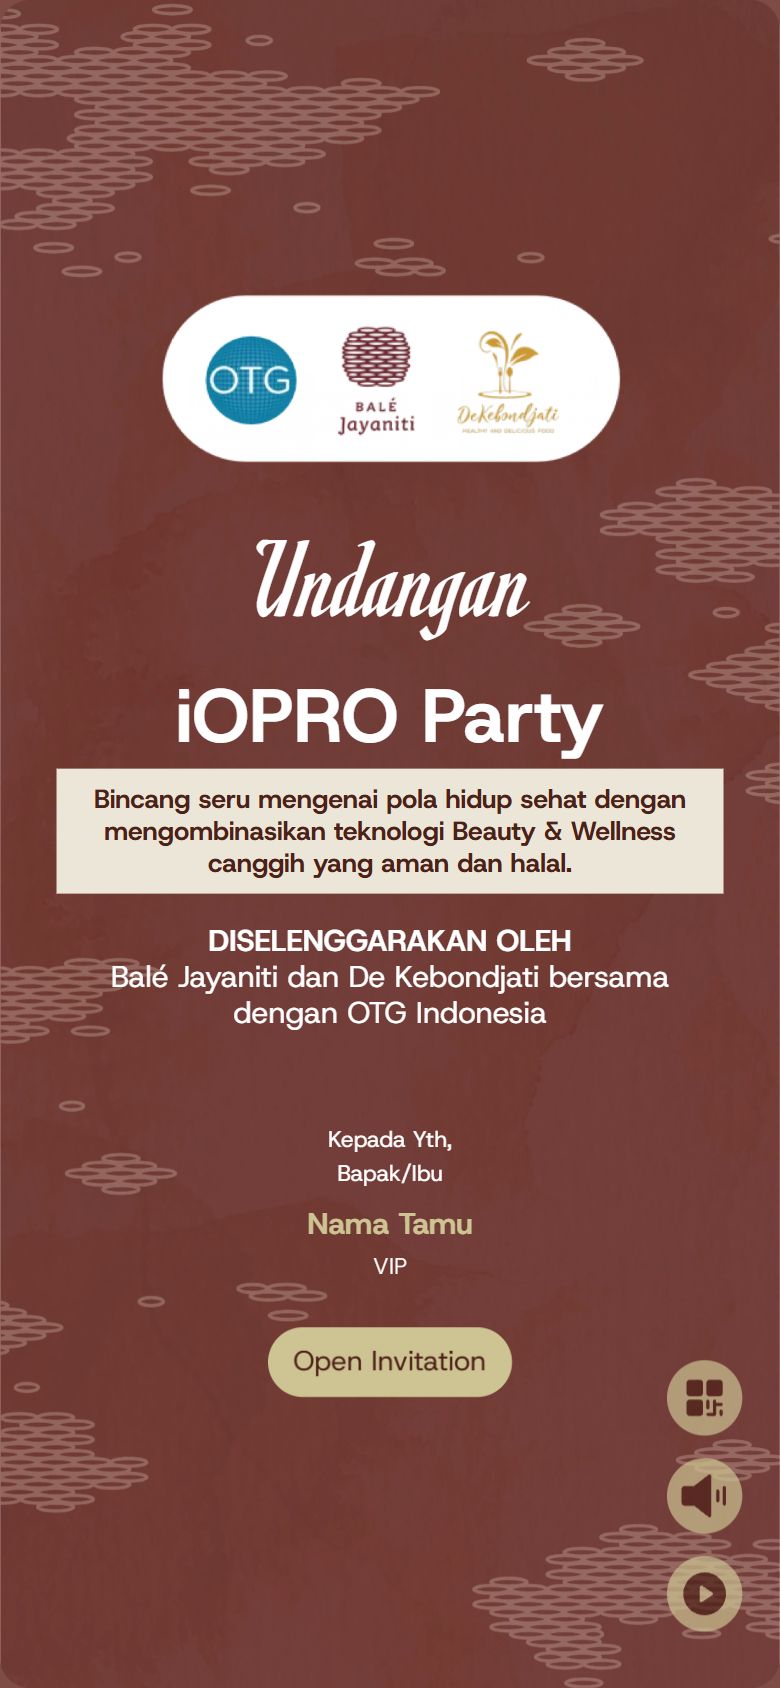 OTG
BALÉ
Jayaniti
DeKebondjati
HEALTHY AND DELICIOUS FOOD
Undangan
iOPRO Party
Bincang seru mengenai pola hidup sehat dengan
mengombinasikan teknologi Beauty & Wellness
canggih yang aman dan halal.
DISELENGGARAKAN OLEH
Balé Jayaniti dan De Kebondjati bersama
dengan OTG Indonesia
Kepada Yth,
Bapak/Ibu
Nama Tamu
VIP
Open Invitation